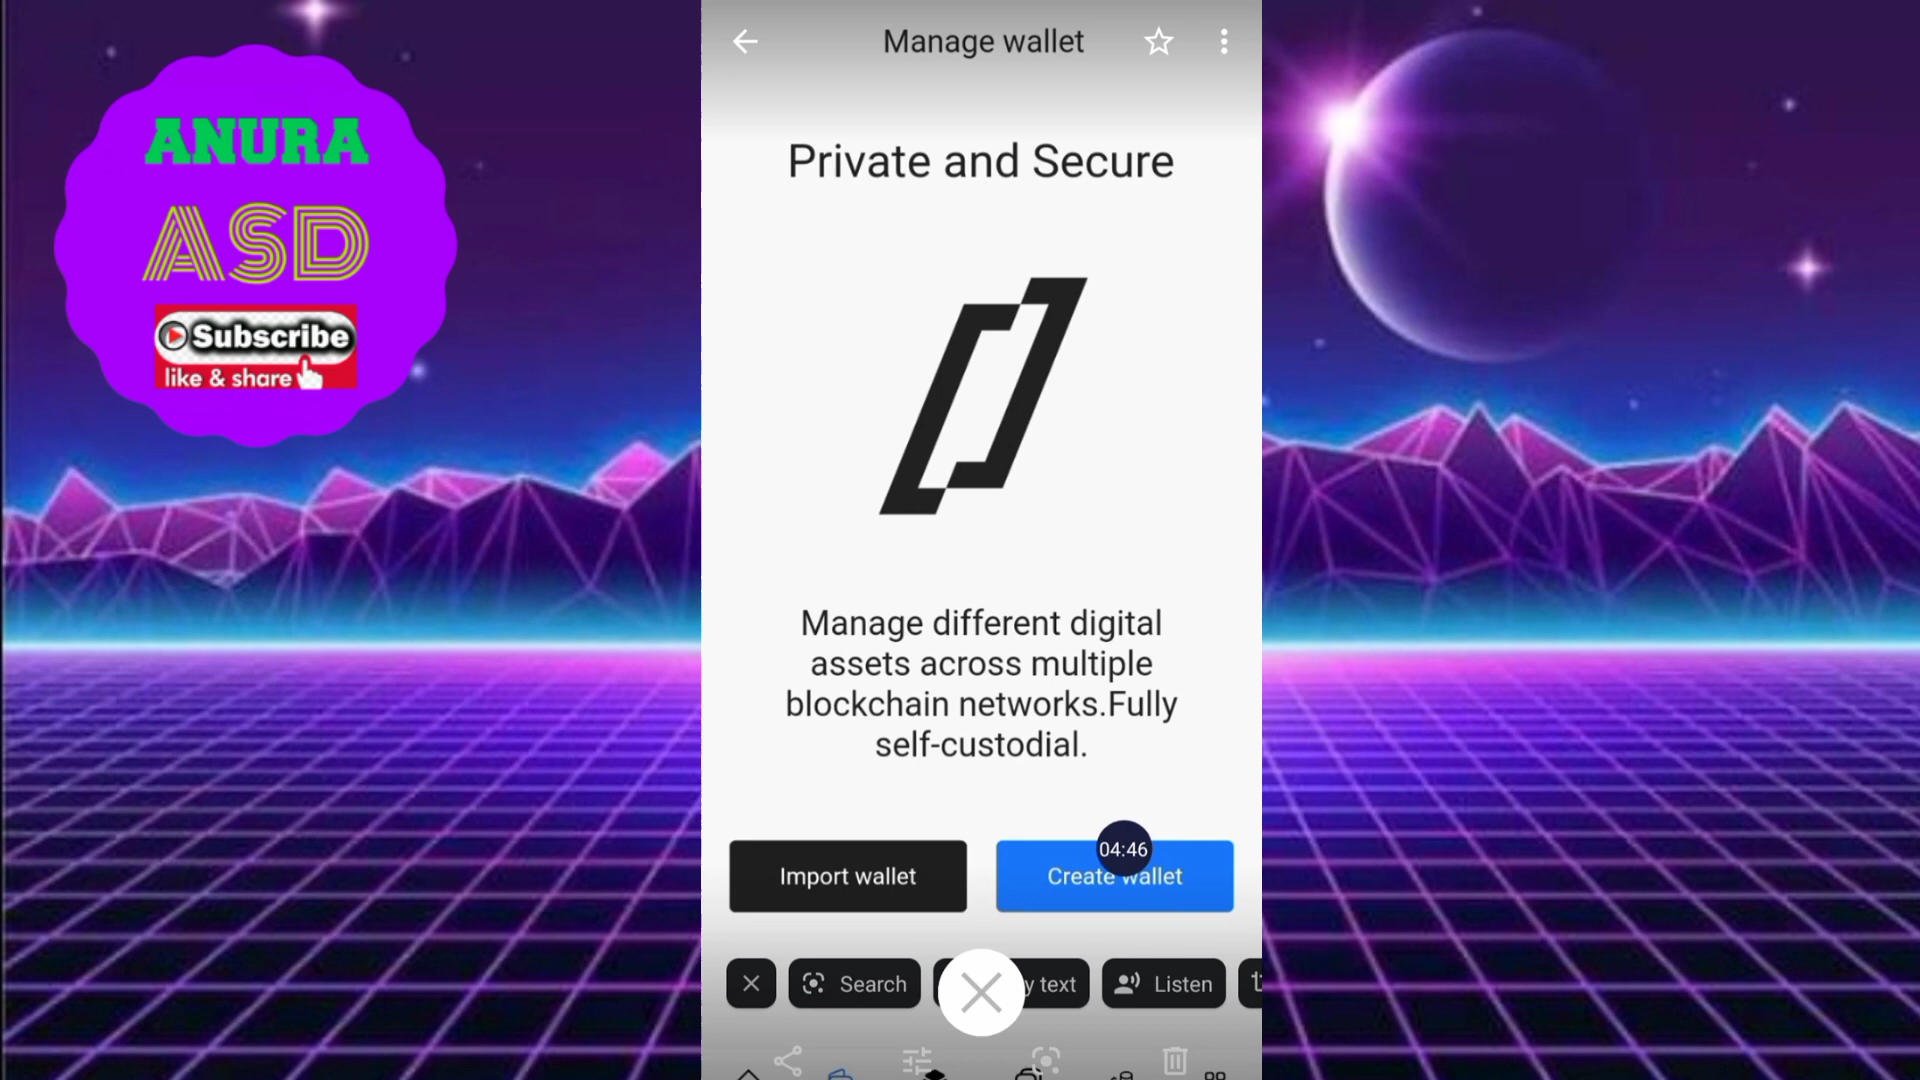 ANURA
ASD
Subscribe
like & share
Manage wallet
Private and Secure
Manage different digital
assets across multiple
blockchain networks.Fully
self-custodial.
04:46
Import wallet
Create wallet
Search
y text
Listen